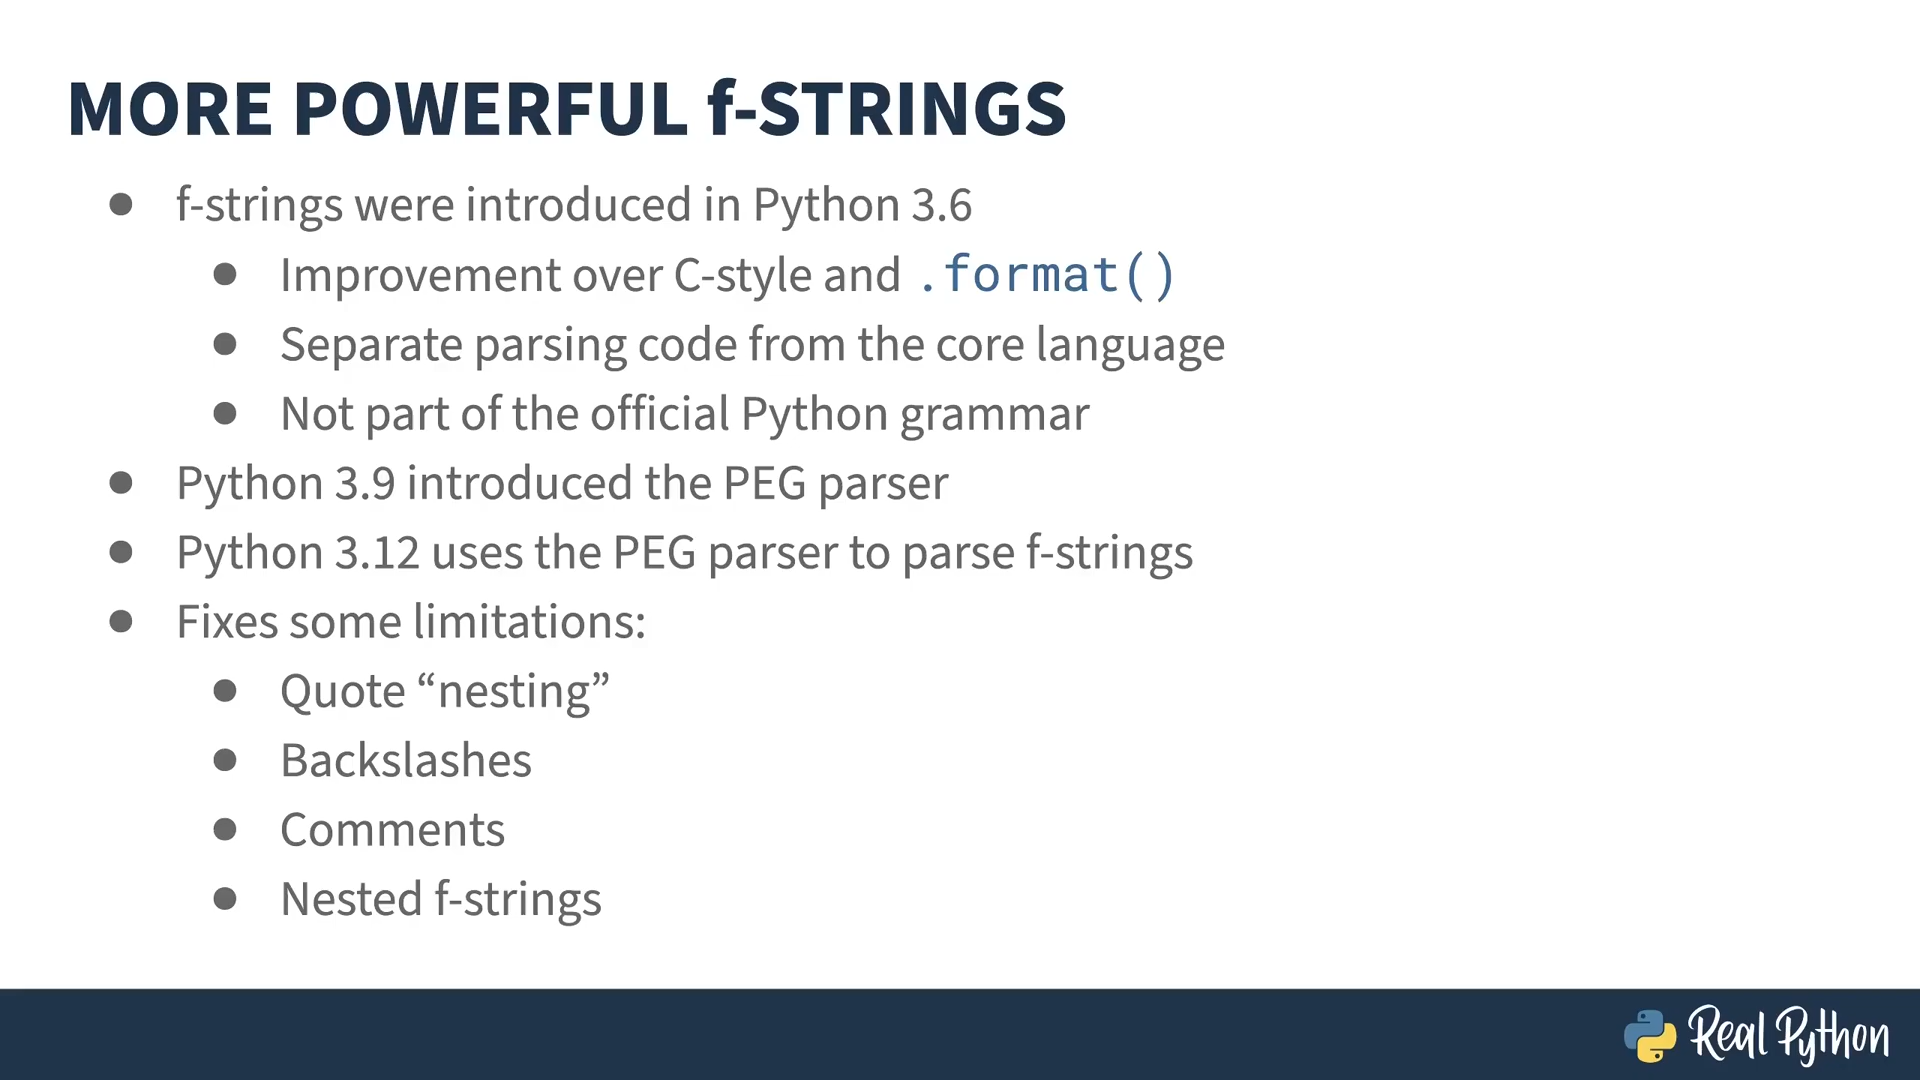 MORE POWERFUL f-STRINGS
● f-strings were introduced in Python 3.6
● Improvement over C-style and .format()
● Separate parsing code from the core language
● Not part of the official Python grammar
● Python 3.9 introduced the PEG parser
● Python 3.12 uses the PEG parser to parse f-strings
● Fixes some limitations:
● Quote “nesting”
● Backslashes
● Comments
● Nested f-strings
Real Python